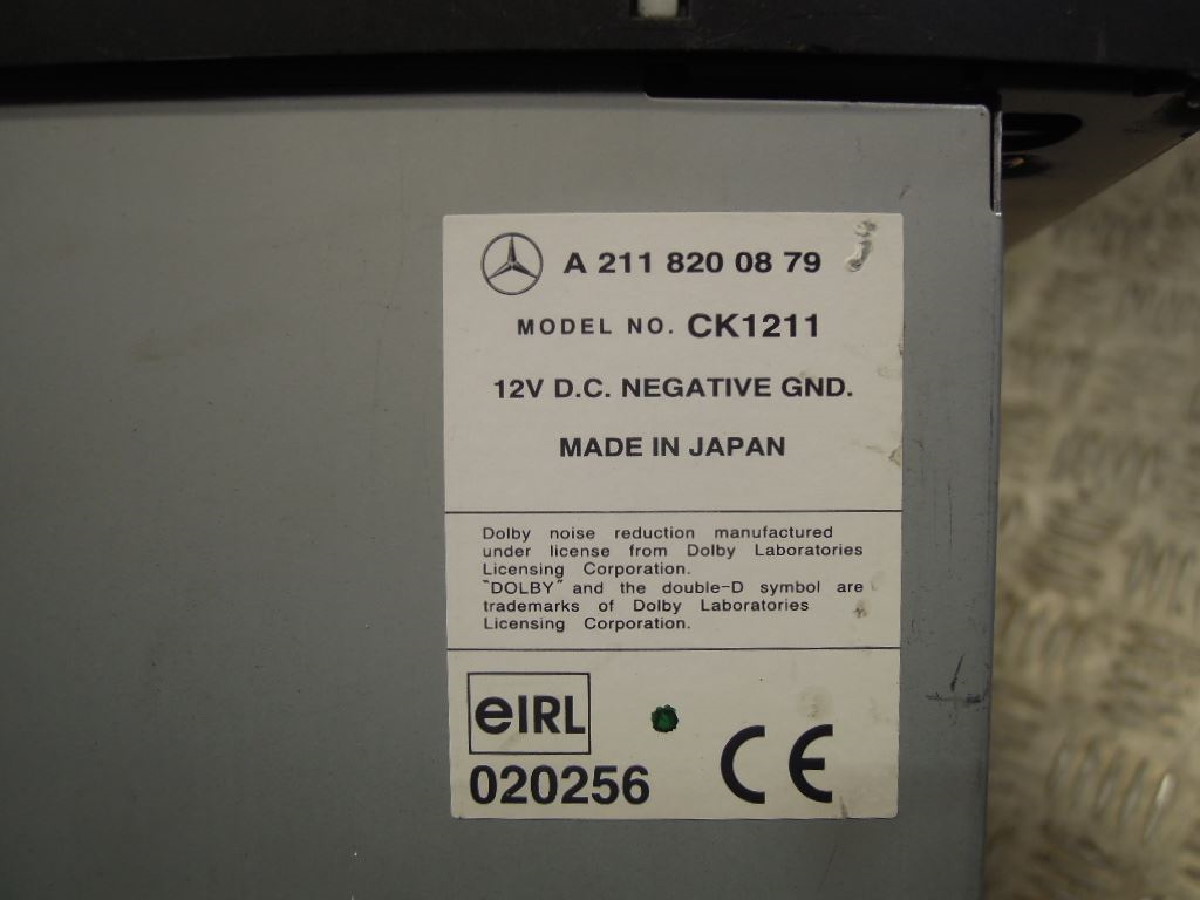 A 211 820 08 79
MODEL NO. CK1211
12V D.C. NEGATIVE GND.
MADE IN JAPAN
Dolby noise reduction manufactured
under license from Dolby Laboratories
Licensing Corporation.
"DOLBY" and the double-D symbol are
trademarks of Dolby Laboratories
Licensing Corporation.
eIRL
020256
CE